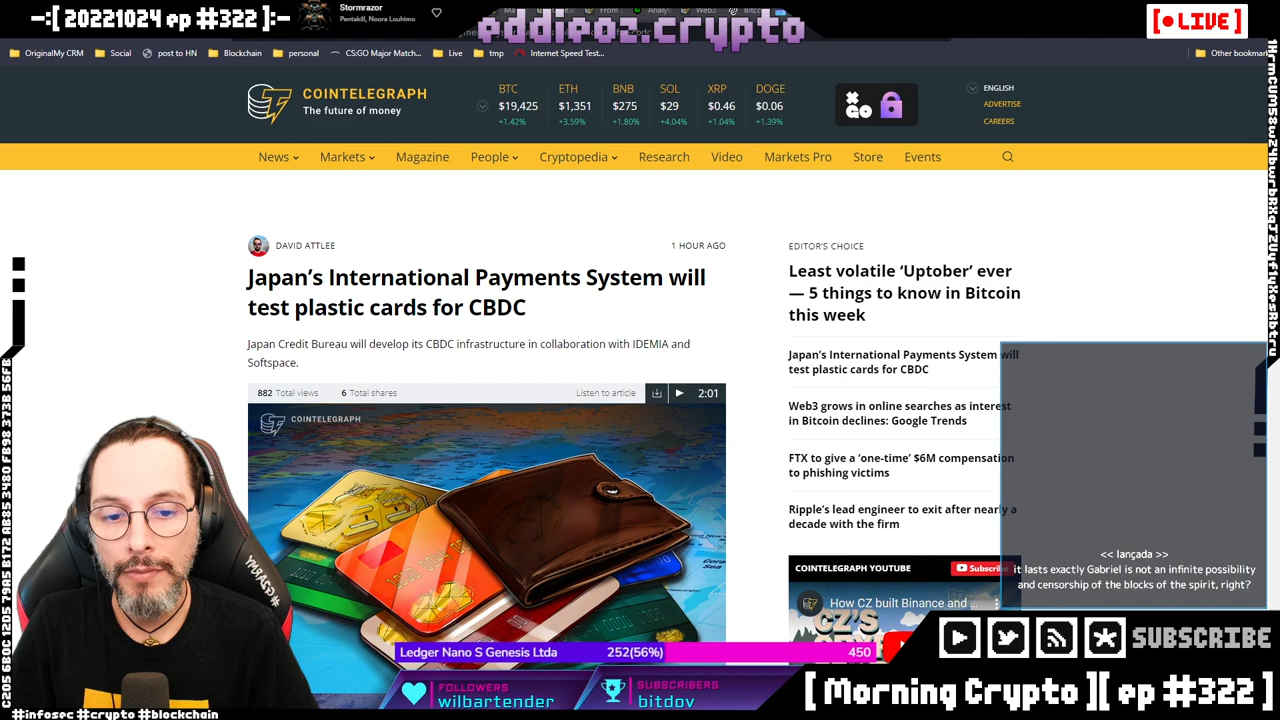 —:[ 20221024 ep #322 ]:—
Stormrazor
Pentakill, Noora Louhimo
eddieoz.crypto
[● LIVE]
OriginalMy CRM
Social
post to HN
Blockchain
personal
CS:GO Major Match...
Live
tmp
Internet Speed Test...
Other bookmark
COINTELEGRAPH
The future of money
BTC ETH BNB SOL XRP DOGE
$19,425 $1,351 $275 $29 $0.46 $0.06
+1.42% +3.59% +1.80% +4.04% +1.04% +1.39%
ENGLISH
ADVERTISE
CAREERS
News Markets Magazine People Cryptopedia Research Video Markets Pro Store Events
DAVID ATTLEE
1 HOUR AGO
Japan’s International Payments System will
test plastic cards for CBDC
Japan Credit Bureau will develop its CBDC infrastructure in collaboration with IDEMIA and
Softspace.
882 Total views
6 Total shares
Listen to article
2:01
COINTELEGRAPH
EDITOR’S CHOICE
Least volatile ‘Uptober’ ever
— 5 things to know in Bitcoin
this week
Japan’s International Payments System will
test plastic cards for CBDC
Web3 grows in online searches as interest
in Bitcoin declines: Google Trends
FTX to give a ‘one-time’ $6M compensation
to phishing victims
Ripple’s lead engineer to exit after nearly a
decade with the firm
COINTELEGRAPH YOUTUBE
Subscribe
How CZ built Binance and ...
CZ'S
<< lançada >>
it lasts exactly Gabriel is not an infinite possibility
and censorship of the blocks of the spirit, right?
Ledger Nano S Genesis Ltda
252(56%)
450
FOLLOWERS
wilbartender
SUBSCRIBERS
bitdov
SUBSCRIBE
[ Morning Crypto ][ ep #322 ]
#infosec #crypto #blockchain